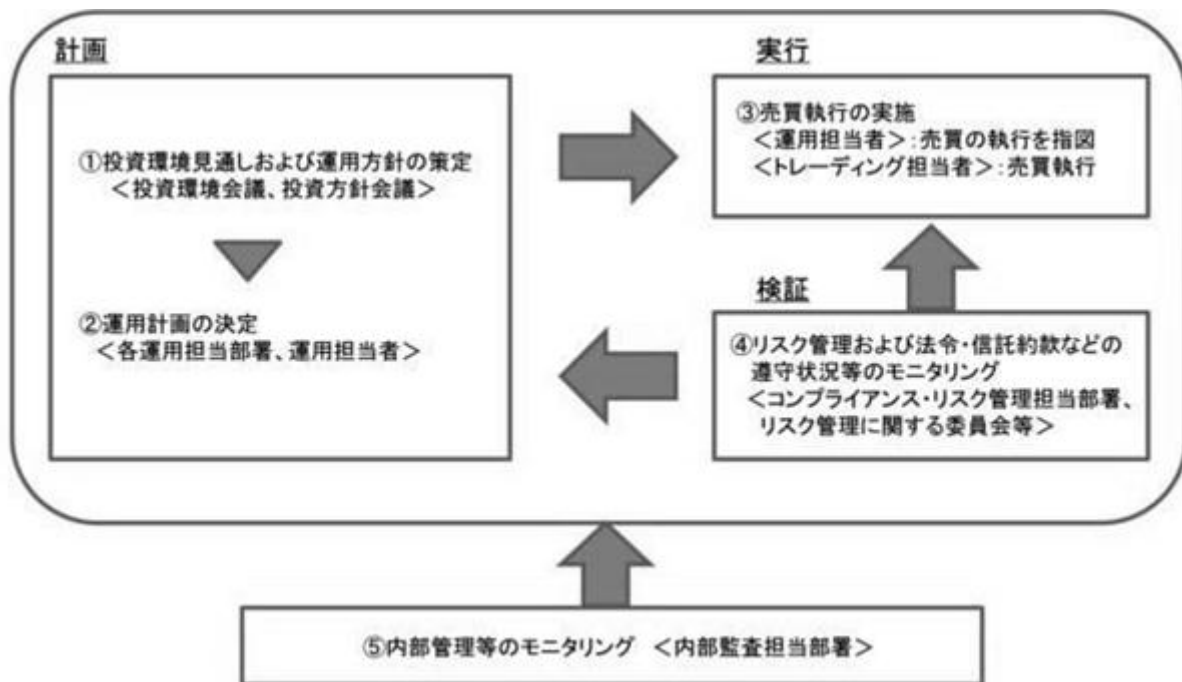 計画
①投資環境見通しおよび運用方針の策定
＜投資環境会議、投資方針会議＞
②運用計画の決定
＜各運用担当部署、運用担当者＞
実行
③売買執行の実施
＜運用担当者＞：売買の執行を指図
＜トレーディング担当者＞：売買執行
検証
④リスク管理および法令・信託約款などの
遵守状況等のモニタリング
＜コンプライアンス・リスク管理担当部署、
リスク管理に関する委員会等＞
⑤内部管理等のモニタリング ＜内部監査担当部署＞